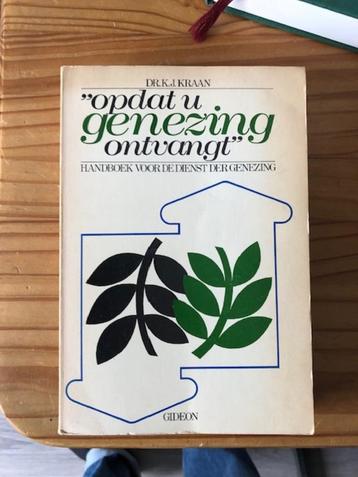 DR.K.J.KRAAN
"opdat u
genezing
ontvangt"
HANDBOEK VOOR DE DIENST DER GENEZING
GIDEON